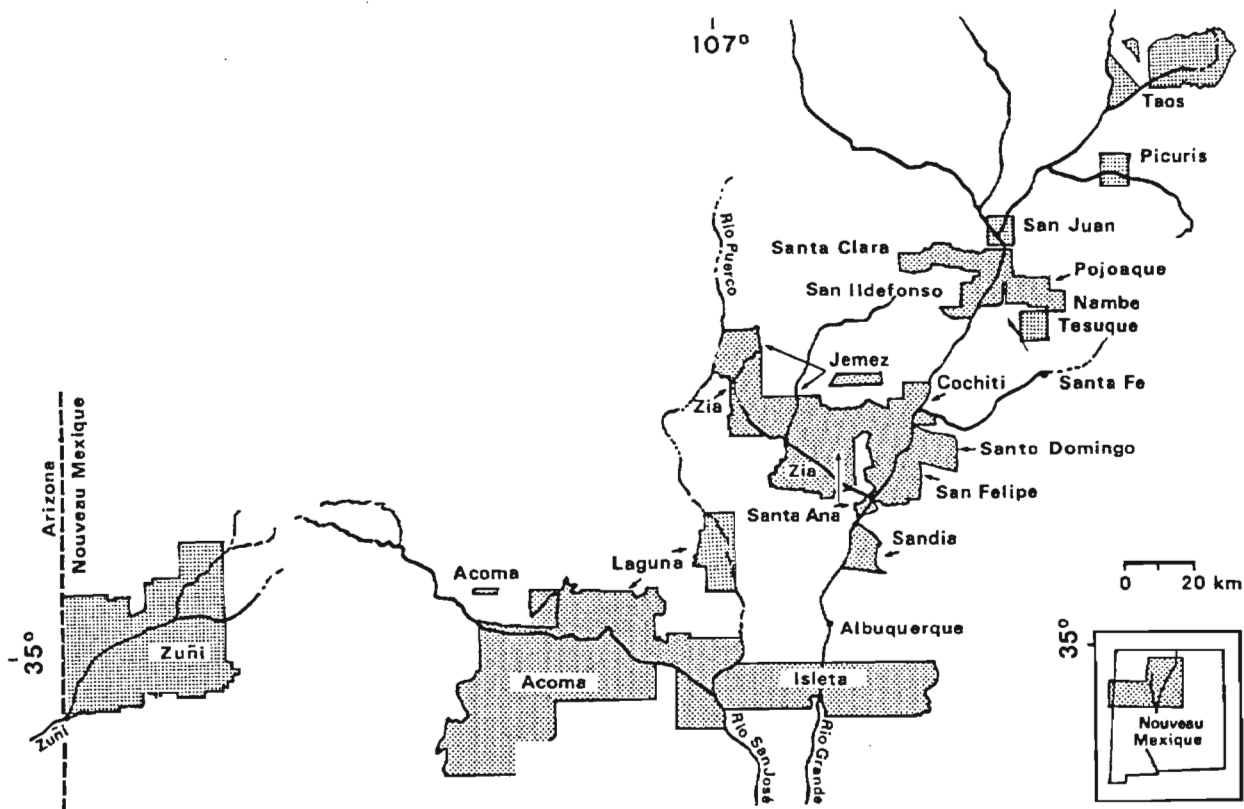 107°
Taos
Picuris
San Juan
Santa Clara
Pojoaque
San Ildefonso
Nambe
Tesuque
Rio Puerco
Jemez
Cochiti
Santa Fe
Zia
Santo Domingo
Zia
San Felipe
Santa Ana
Sandia
Arizona
Nouveau Mexique
Laguna
Acoma
0 20 km
Albuquerque
35°
35°
Zuñi
Acoma
Isleta
Zuñi
Rio San José
Rio Grande
Nouveau
Mexique